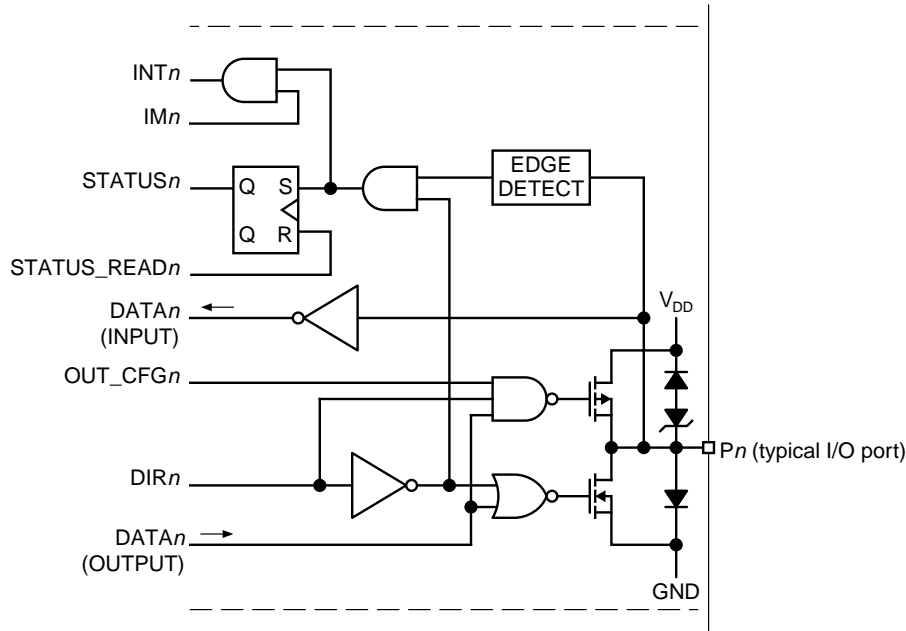 INTn
IMn
STATUSn
Q S
Q R
EDGE
DETECT
STATUS_READn
DATAn
(INPUT)
VDD
OUT_CFGn
Pn (typical I/O port)
DIRn
DATAn
(OUTPUT)
GND